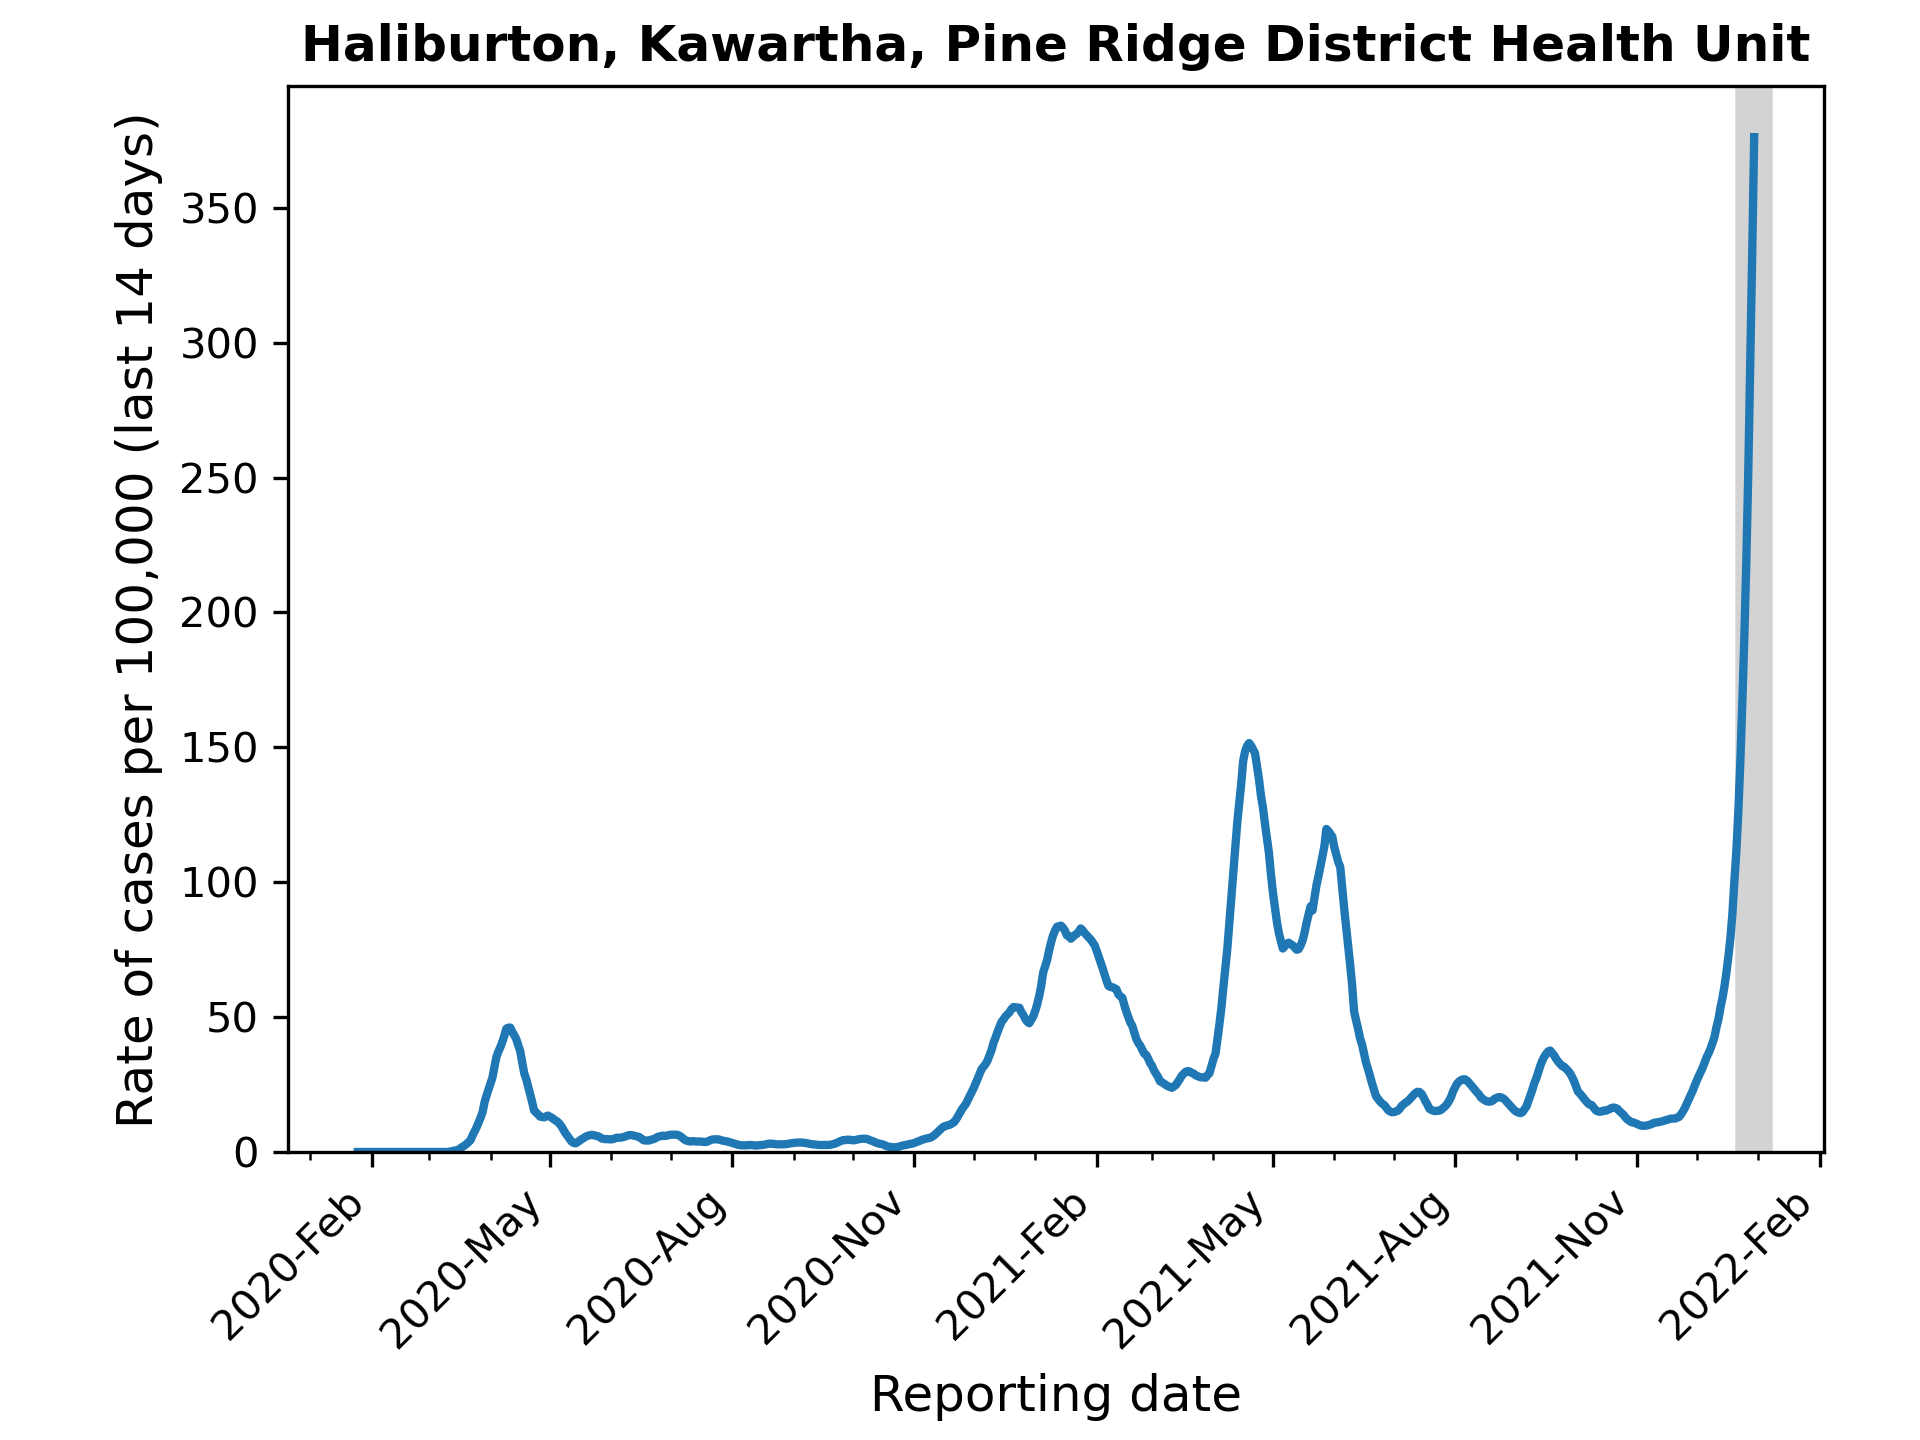 Haliburton, Kawartha, Pine Ridge District Health Unit
Rate of cases per 100,000 (last 14 days)
350
300
250
200
150
100
50
0
2020-Feb
2020-May
2020-Aug
2020-Nov
2021-Feb
2021-May
2021-Aug
2021-Nov
2022-Feb
Reporting date